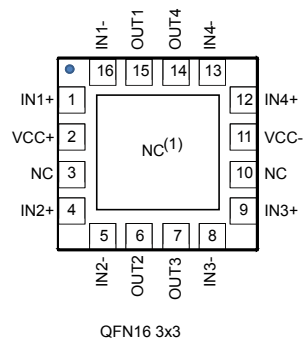 IN1-
OUT1
OUT4
IN4-
16
15
14
13
IN1+
1
12
IN4+
VCC+
2
11
VCC-
NC
3
10
NC
IN2+
4
9
IN3+
NC(1)
5
6
7
8
IN2-
OUT2
OUT3
IN3-
QFN16 3x3